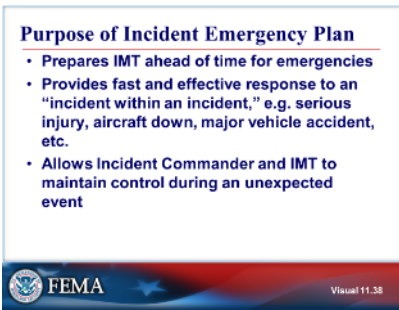 Purpose of Incident Emergency Plan
• Prepares IMT ahead of time for emergencies
• Provides fast and effective response to an
“incident within an incident,” e.g. serious
injury, aircraft down, major vehicle accident,
etc.
• Allows Incident Commander and IMT to
maintain control during an unexpected
event
FEMA
Visual 11.38